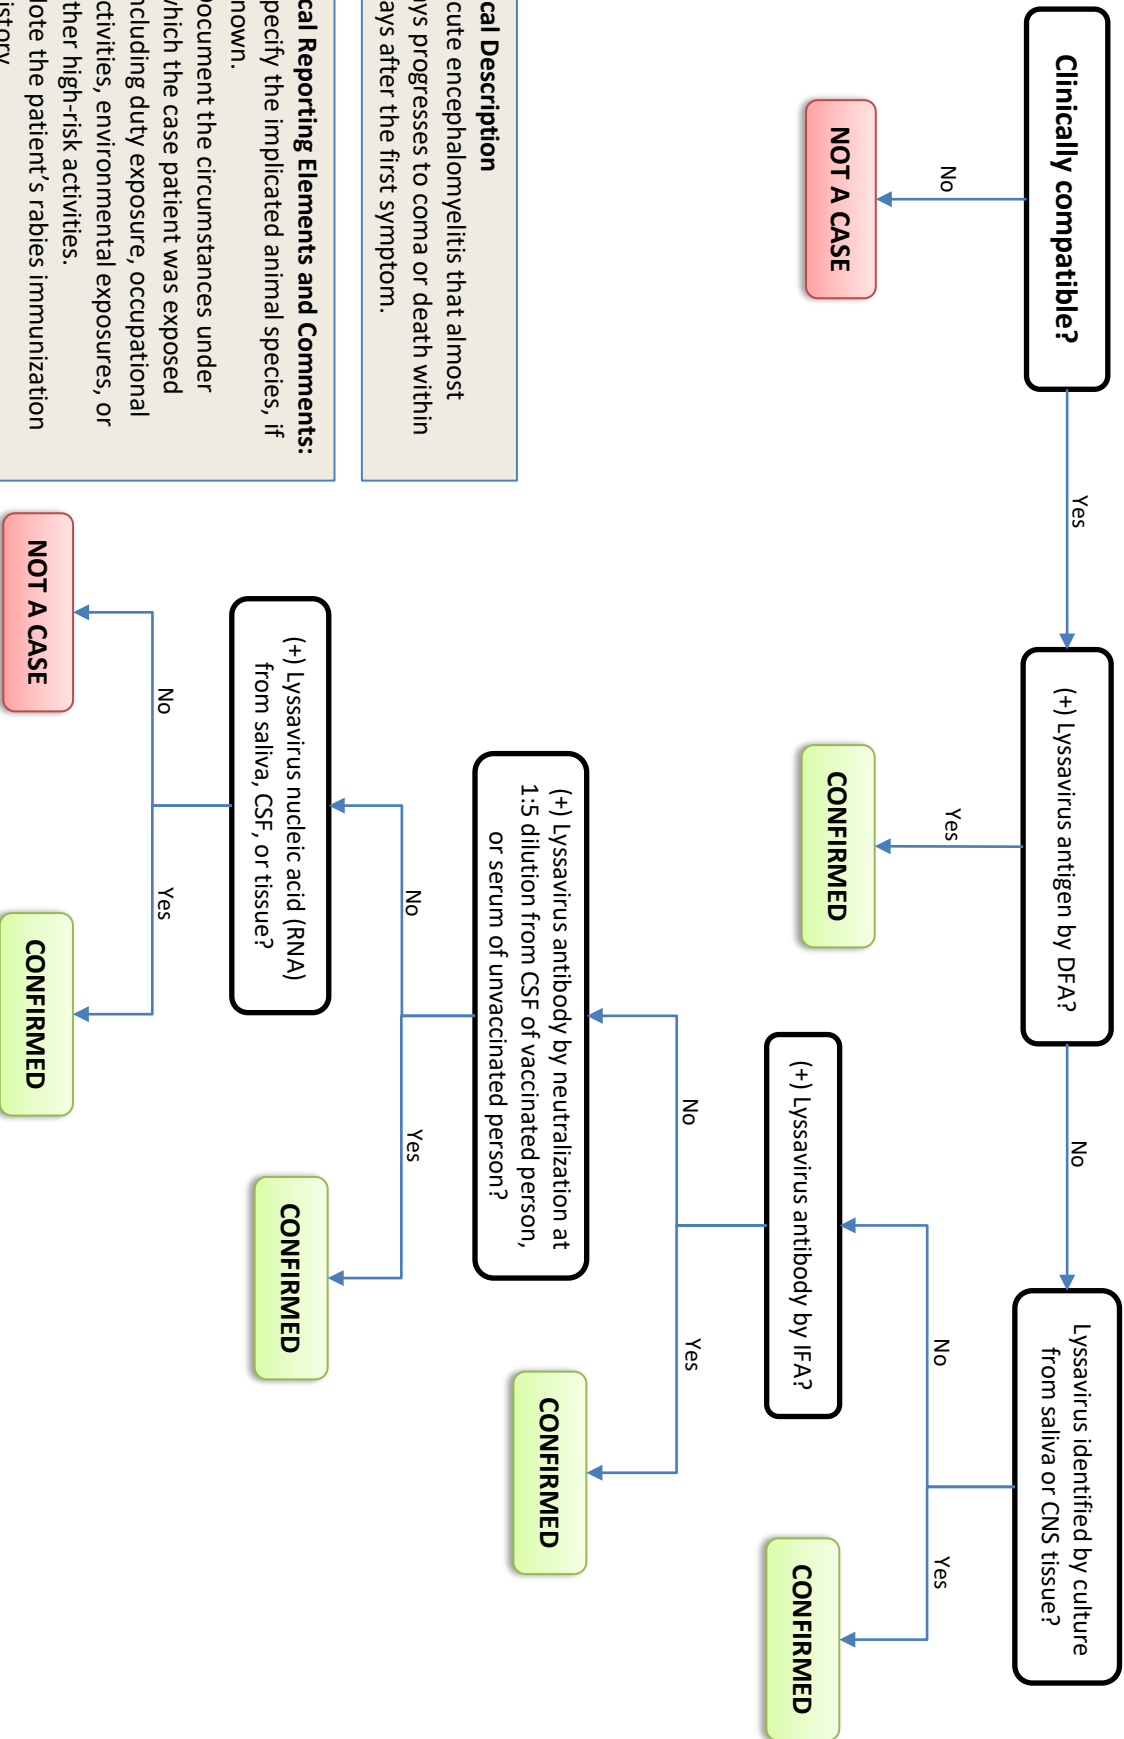 Clinically compatible?
Yes
No
NOT A CASE
(+) Lyssavirus antigen by DFA?
No
Yes
CONFIRMED
Lyssavirus identified by culture
from saliva or CNS tissue?
No
Yes
CONFIRMED
(+) Lyssavirus antibody by IFA?
No
Yes
CONFIRMED
(+) Lyssavirus antibody by neutralization at
1:5 dilution from CSF of vaccinated person,
or serum of unvaccinated person?
No
Yes
CONFIRMED
(+) Lyssavirus nucleic acid (RNA)
from saliva, CSF, or tissue?
No
Yes
NOT A CASE
CONFIRMED
cal Description
cute encephalomyelitis that almost
ays progresses to coma or death within
ays after the first symptom.
cal Reporting Elements and Comments:
pecify the implicated animal species, if
nown.
ocument the circumstances under
which the case patient was exposed
ncluding duty exposure, occupational
ctivities, environmental exposures, or
ther high-risk activities.
ote the patient's rabies immunization
istory